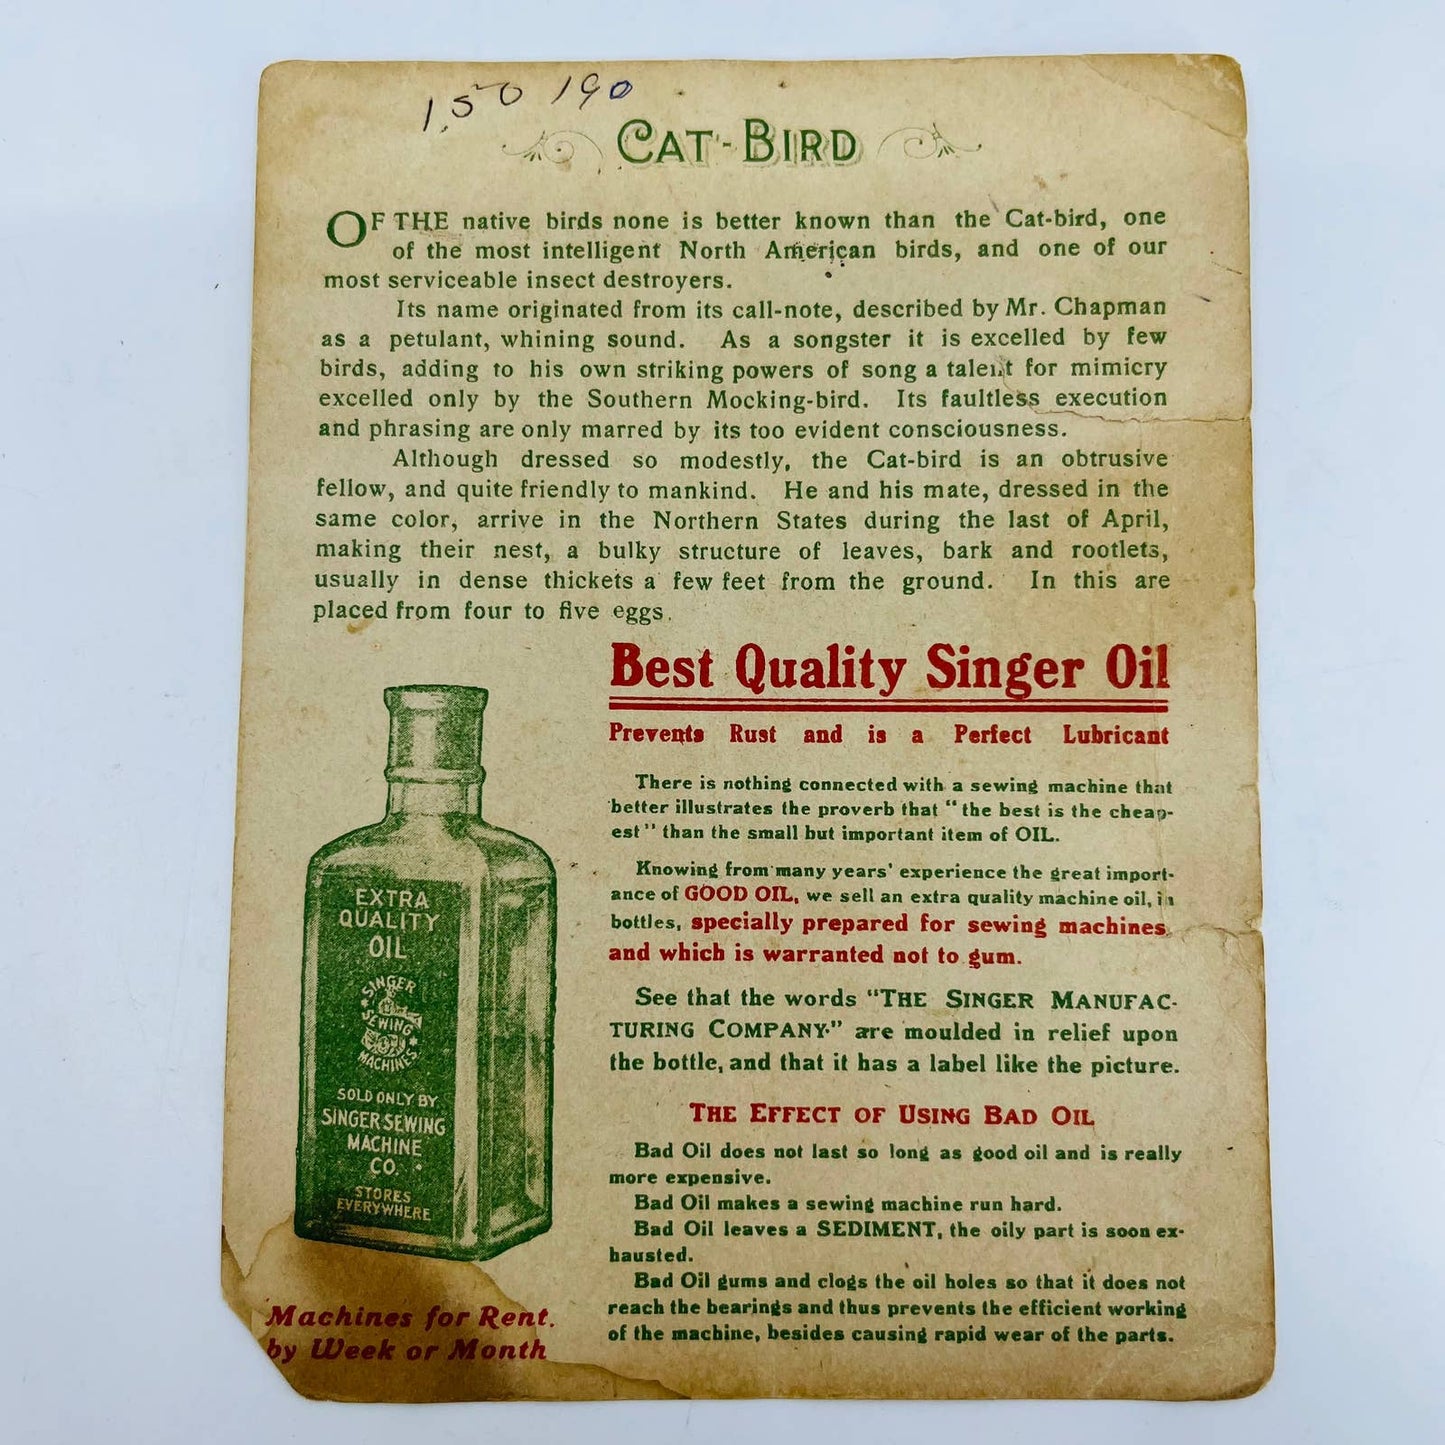 1.50 190
CAT-BIRD
OF THE native birds none is better known than the Cat-bird, one
of the most intelligent North American birds, and one of our
most serviceable insect destroyers.
Its name originated from its call-note, described by Mr. Chapman
as a petulant, whining sound. As a songster it is excelled by few
birds, adding to his own striking powers of song a talent for mimicry
excelled only by the Southern Mocking-bird. Its faultless execution
and phrasing are only marred by its too evident consciousness.
Although dressed so modestly, the Cat-bird is an obtrusive
fellow, and quite friendly to mankind. He and his mate, dressed in the
same color, arrive in the Northern States during the last of April,
making their nest, a bulky structure of leaves, bark and rootlets,
usually in dense thickets a few feet from the ground. In this are
placed from four to five eggs.
Best Quality Singer Oil
Prevents Rust and is a Perfect Lubricant
There is nothing connected with a sewing machine that
better illustrates the proverb that "the best is the cheap-
est" than the small but important item of OIL.
Knowing from many years' experience the great import-
ance of GOOD OIL, we sell an extra quality machine oil, in
bottles, specially prepared for sewing machines
and which is warranted not to gum.
See that the words "THE SINGER MANUFAC-
TURING COMPANY." are moulded in relief upon
the bottle, and that it has a label like the picture.
THE EFFECT OF USING BAD OIL
Bad Oil does not last so long as good oil and is really
more expensive.
Bad Oil makes a sewing machine run hard.
Bad Oil leaves a SEDIMENT, the oily part is soon ex-
hausted.
Bad Oil gums and clogs the oil holes so that it does not
reach the bearings and thus prevents the efficient working
of the machine, besides causing rapid wear of the parts.
EXTRA
QUALITY
OIL
SINGER
SEWING
MACHINES
SOLD ONLY BY
SINGER SEWING
MACHINE
CO.
STORES
EVERYWHERE
Machines for Rent.
by Week or Month